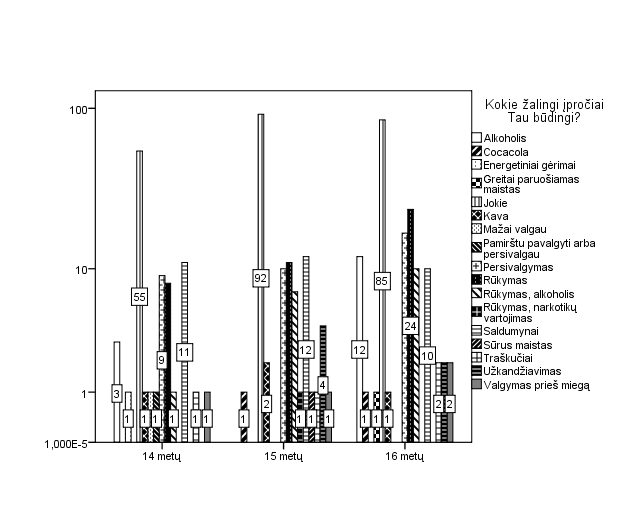 Kokie žalingi įpročiai
Tau būdingi?
100
10
1
1,000E-5
3
1
55
1
1
9
1
11
1
1
1
92
2
12
1
1
4
1
12
1
1
85
1
24
10
2
2
14 metų
15 metų
16 metų
Alkoholis
Cocacola
Energetiniai gėrimai
Greitai paruošiamas
maistas
Jokie
Kava
Mažai valgau
Pamirštu pavalgyti arba
persivalgau
Persivalgymas
Rūkymas
Rūkymas, alkoholis
Rūkymas, narkotikų
vartojimas
Saldumynai
Sūrus maistas
Traškučiai
Užkandžiavimas
Valgymas prieš miegą